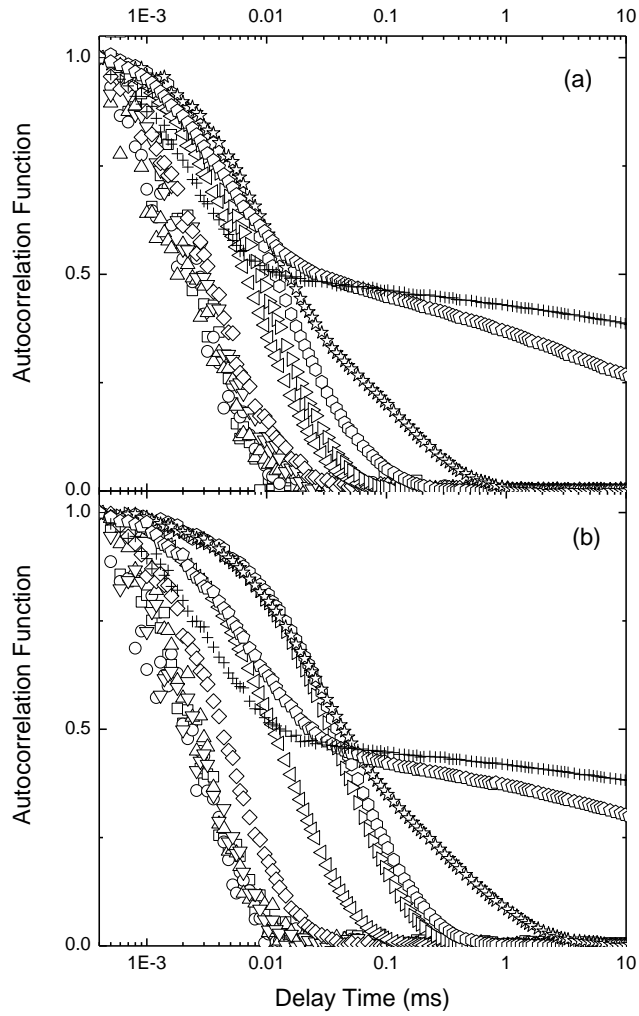 1E-3 0.01 0.1 1 10
1.0
(a)
0.5
Autocorrelation Function
0.0
1.0
(b)
0.5
Autocorrelation Function
0.0
1E-3 0.01 0.1 1 10
Delay Time (ms)